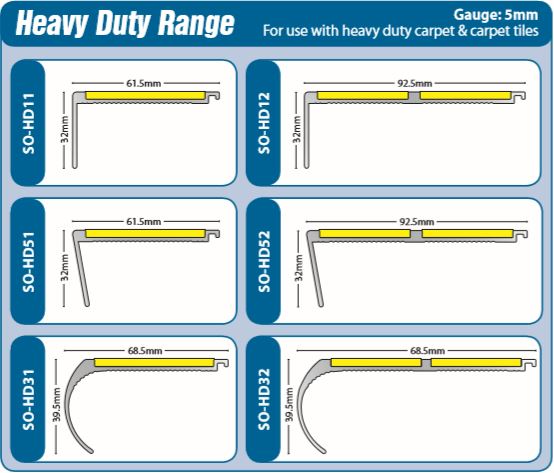 Heavy Duty Range
Gauge: 5mm
For use with heavy duty carpet & carpet tiles
SO-HD11
61.5mm
32mm
SO-HD12
92.5mm
32mm
SO-HD51
61.5mm
32mm
SO-HD52
92.5mm
32mm
SO-HD31
68.5mm
39.5mm
SO-HD32
68.5mm
39.5mm